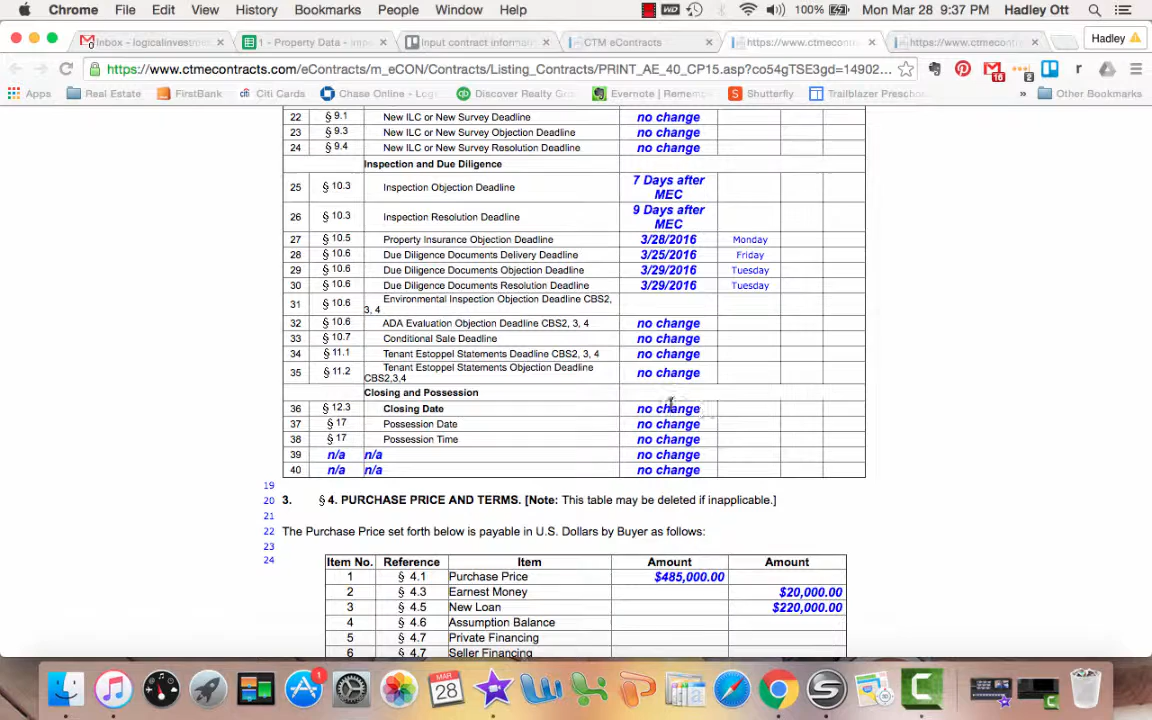 Chrome File Edit View History Bookmarks People Window Help WD 100% Mon Mar 28 9:37 PM Hadley Ott
Inbox - logicalinvest 1 - Property Data - imp Input contract informat CTM eContracts https://www.ctmecont https://www.ctmecont Hadley
https://www.ctmecontracts.com/eContracts/m_eCON/Contracts/Listing_Contracts/PRINT_AE_40_CP15.asp?co54gTSE3gd=14902... 16 2 r
Apps Real Estate FirstBank Citi Cards Chase Online - Log Discover Realty Gro Evernote | Rememb Shutterfly Trailblazer Prescho » Other Bookmarks
22 § 9.1 New ILC or New Survey Deadline no change
23 § 9.3 New ILC or New Survey Objection Deadline no change
24 § 9.4 New ILC or New Survey Resolution Deadline no change
Inspection and Due Diligence
25 § 10.3 Inspection Objection Deadline 7 Days after
MEC
26 § 10.3 Inspection Resolution Deadline 9 Days after
MEC
27 § 10.5 Property Insurance Objection Deadline 3/28/2016 Monday
28 § 10.6 Due Diligence Documents Delivery Deadline 3/25/2016 Friday
29 § 10.6 Due Diligence Documents Objection Deadline 3/29/2016 Tuesday
30 § 10.6 Due Diligence Documents Resolution Deadline 3/29/2016 Tuesday
31 § 10.6 Environmental Inspection Objection Deadline CBS2,
3, 4
32 § 10.6 ADA Evaluation Objection Deadline CBS2, 3, 4 no change
33 § 10.7 Conditional Sale Deadline no change
34 § 11.1 Tenant Estoppel Statements Deadline CBS2, 3, 4 no change
35 § 11.2 Tenant Estoppel Statements Objection Deadline no change
CBS2,3,4
Closing and Possession
36 § 12.3 Closing Date no change
37 § 17 Possession Date no change
38 § 17 Possession Time no change
39 n/a n/a no change
40 n/a n/a no change
19
20 3. § 4. PURCHASE PRICE AND TERMS. [Note: This table may be deleted if inapplicable.]
21
22 The Purchase Price set forth below is payable in U.S. Dollars by Buyer as follows:
23
24 Item No. Reference Item Amount Amount
1 § 4.1 Purchase Price $485,000.00
2 § 4.3 Earnest Money $20,000.00
3 § 4.5 New Loan $220,000.00
4 § 4.6 Assumption Balance
5 § 4.7 Private Financing
6 § 4.7 Seller Financing
1 MAR 28